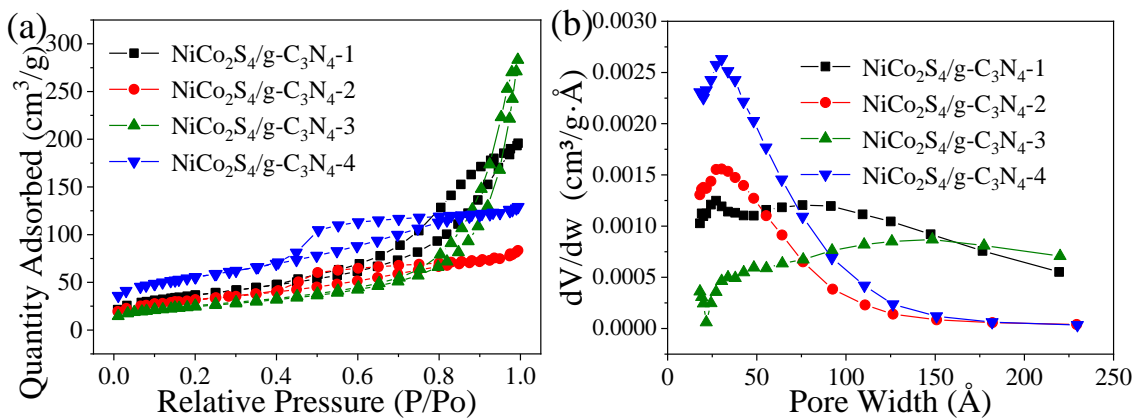 (a)
300
250
200
150
100
50
0
Quantity Adsorbed (cm³/g)
NiCo₂S₄/g-C₃N₄-1
NiCo₂S₄/g-C₃N₄-2
NiCo₂S₄/g-C₃N₄-3
NiCo₂S₄/g-C₃N₄-4
0.0 0.2 0.4 0.6 0.8 1.0
Relative Pressure (P/Po)
(b)
0.0030
0.0025
0.0020
0.0015
0.0010
0.0005
0.0000
dV/dw (cm³/g·Å)
NiCo₂S₄/g-C₃N₄-1
NiCo₂S₄/g-C₃N₄-2
NiCo₂S₄/g-C₃N₄-3
NiCo₂S₄/g-C₃N₄-4
0 50 100 150 200 250
Pore Width (Å)